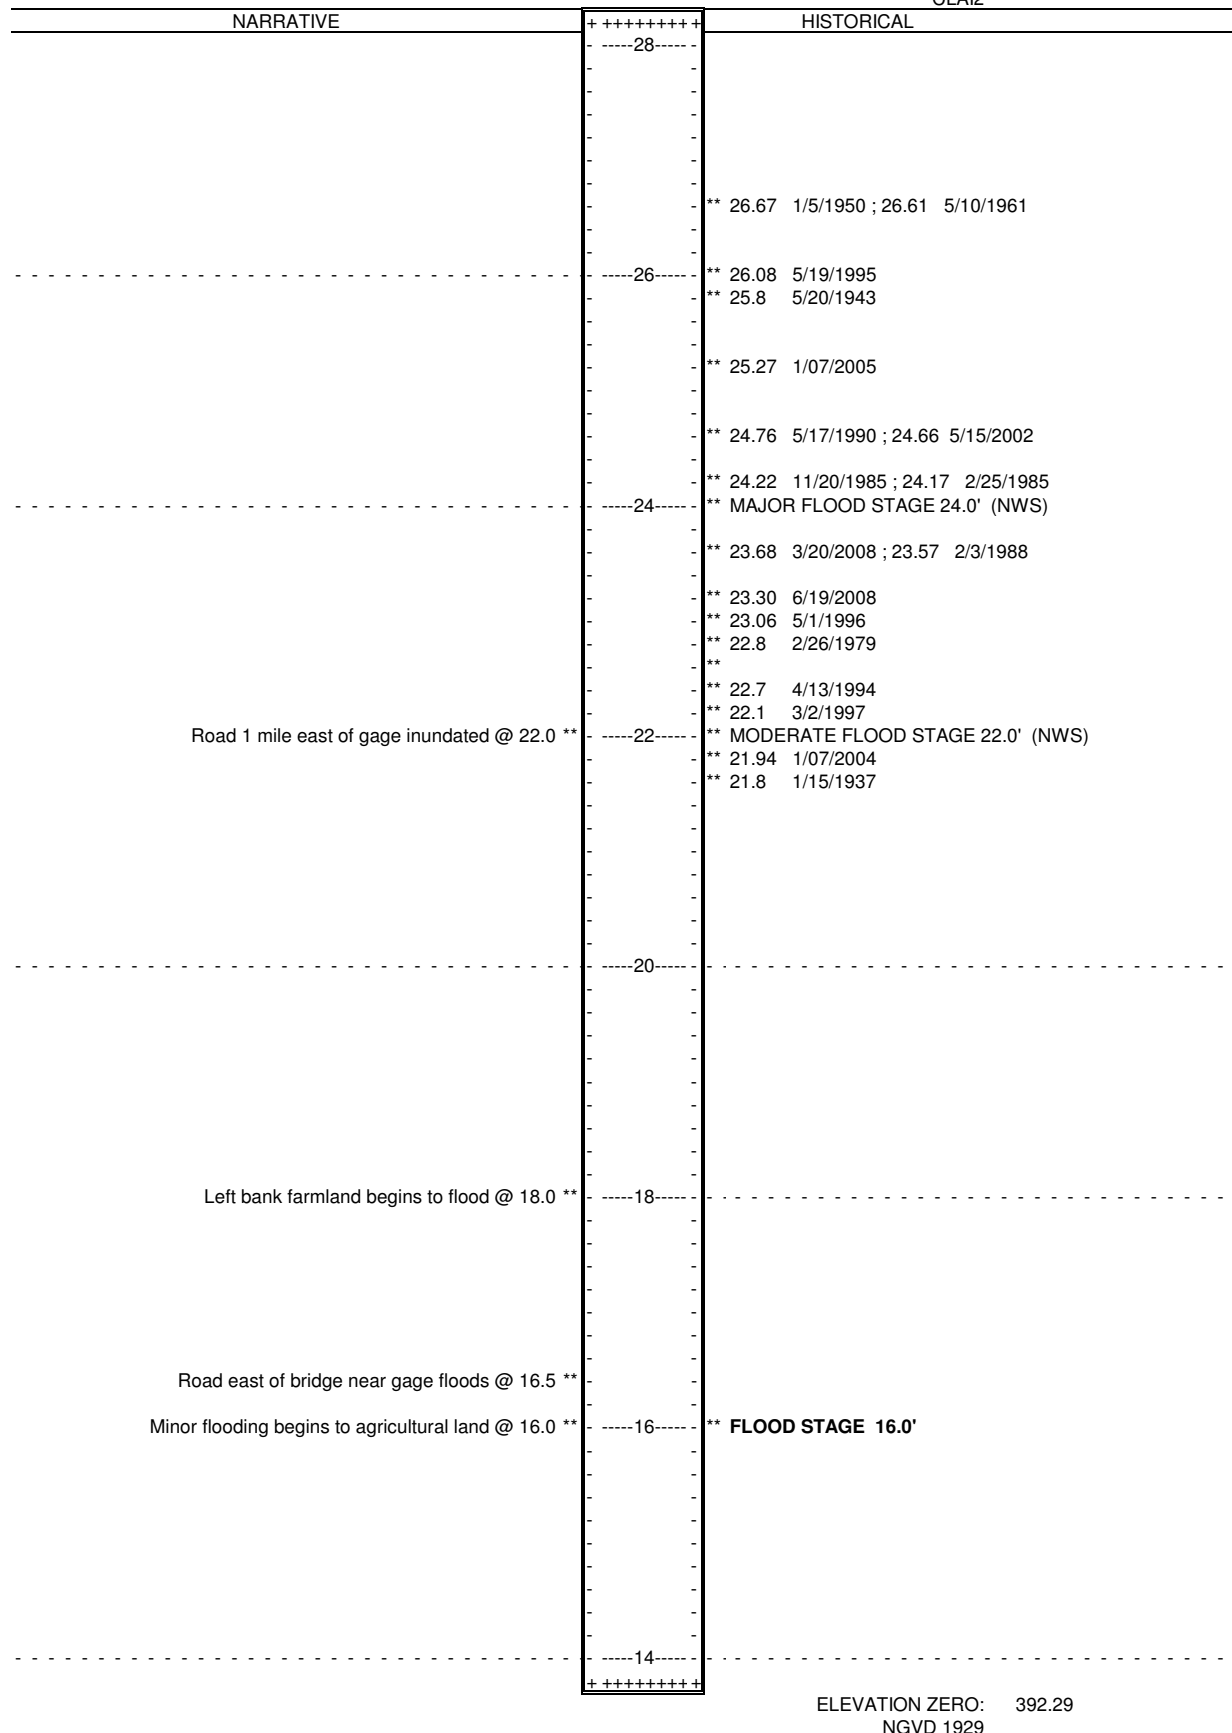 NARRATIVE + ++++++++ + HISTORICAL
- -----28----- -
** 26.67 1/5/1950 ; 26.61 5/10/1961
-----26----- - ** 26.08 5/19/1995
** 25.8 5/20/1943
** 25.27 1/07/2005
** 24.76 5/17/1990 ; 24.66 5/15/2002
** 24.22 11/20/1985 ; 24.17 2/25/1985
-----24----- - ** MAJOR FLOOD STAGE 24.0' (NWS)
** 23.68 3/20/2008 ; 23.57 2/3/1988
** 23.30 6/19/2008
** 23.06 5/1/1996
** 22.8 2/26/1979
**
** 22.7 4/13/1994
** 22.1 3/2/1997
Road 1 mile east of gage inundated @ 22.0 ** - -----22----- - ** MODERATE FLOOD STAGE 22.0' (NWS)
** 21.94 1/07/2004
** 21.8 1/15/1937
-----20----- -
Left bank farmland begins to flood @ 18.0 ** - -----18----- -
Road east of bridge near gage floods @ 16.5 **
Minor flooding begins to agricultural land @ 16.0 ** - -----16----- - ** FLOOD STAGE 16.0'
-----14----- -
+ ++++++++ +
ELEVATION ZERO: 392.29
NGVD 1929